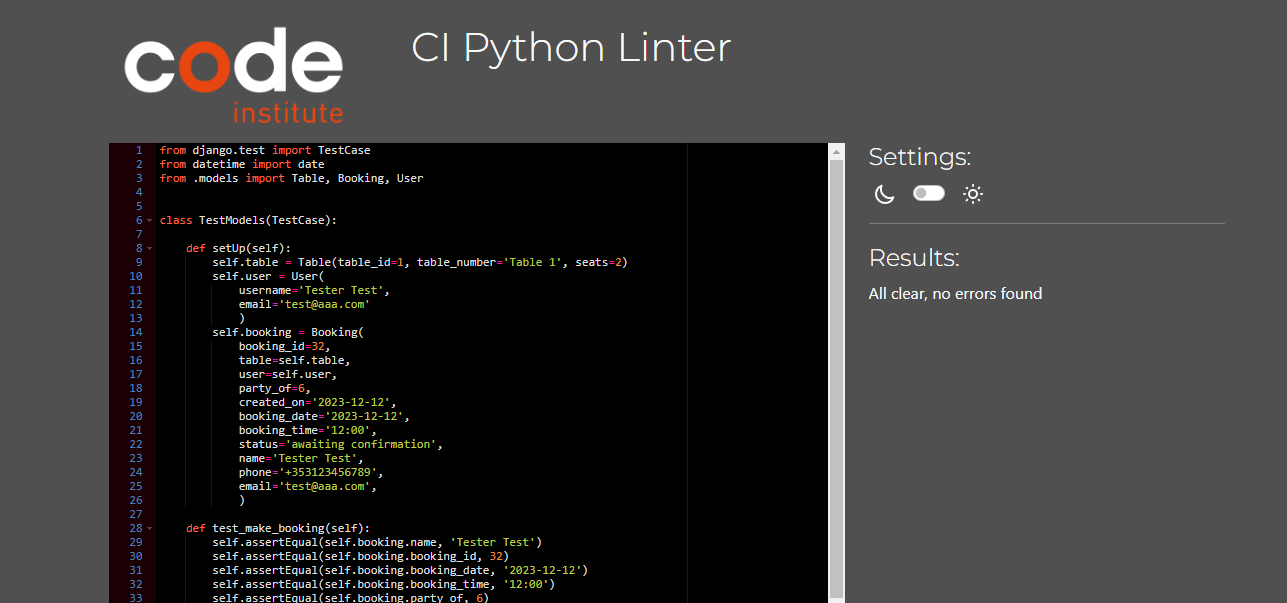 code
institute
CI Python Linter
1 from django.test import TestCase
2 from datetime import date
3 from .models import Table, Booking, User
4
5
6 class TestModels(TestCase):
7
8     def setUp(self):
9         self.table = Table(table_id=1, table_number='Table 1', seats=2)
10         self.user = User(
11             username='Tester Test',
12             email='test@aaa.com'
13             )
14         self.booking = Booking(
15             booking_id=32,
16             table=self.table,
17             user=self.user,
18             party_of=6,
19             created_on='2023-12-12',
20             booking_date='2023-12-12',
21             booking_time='12:00',
22             status='awaiting confirmation',
23             name='Tester Test',
24             phone='+353123456789',
25             email='test@aaa.com',
26             )
27
28     def test_make_booking(self):
29         self.assertEqual(self.booking.name, 'Tester Test')
30         self.assertEqual(self.booking.booking_id, 32)
31         self.assertEqual(self.booking.booking_date, '2023-12-12')
32         self.assertEqual(self.booking.booking_time, '12:00')
33         self.assertEqual(self.booking.party_of, 6)
Settings:
Results:
All clear, no errors found